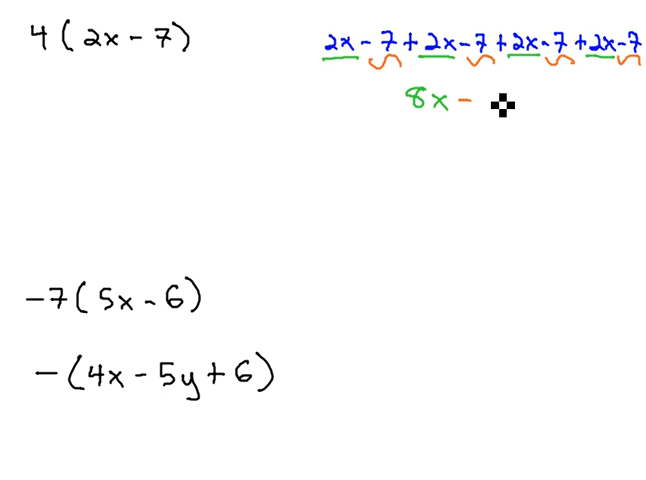 4(2x - 7)
2x - 7 + 2x - 7 + 2x - 7 + 2x - 7
8x -
-7(5x - 6)
-(4x - 5y + 6)